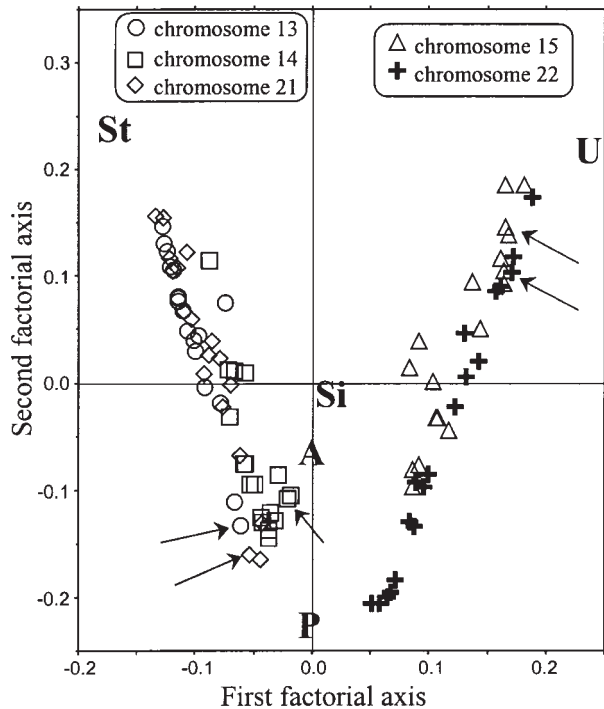 chromosome 13
chromosome 14
chromosome 21
chromosome 15
chromosome 22
0.3
0.2
0.1
0.0
-0.1
-0.2
Second factorial axis
St
U
Si
A
P
-0.2
-0.1
0.0
0.1
0.2
First factorial axis